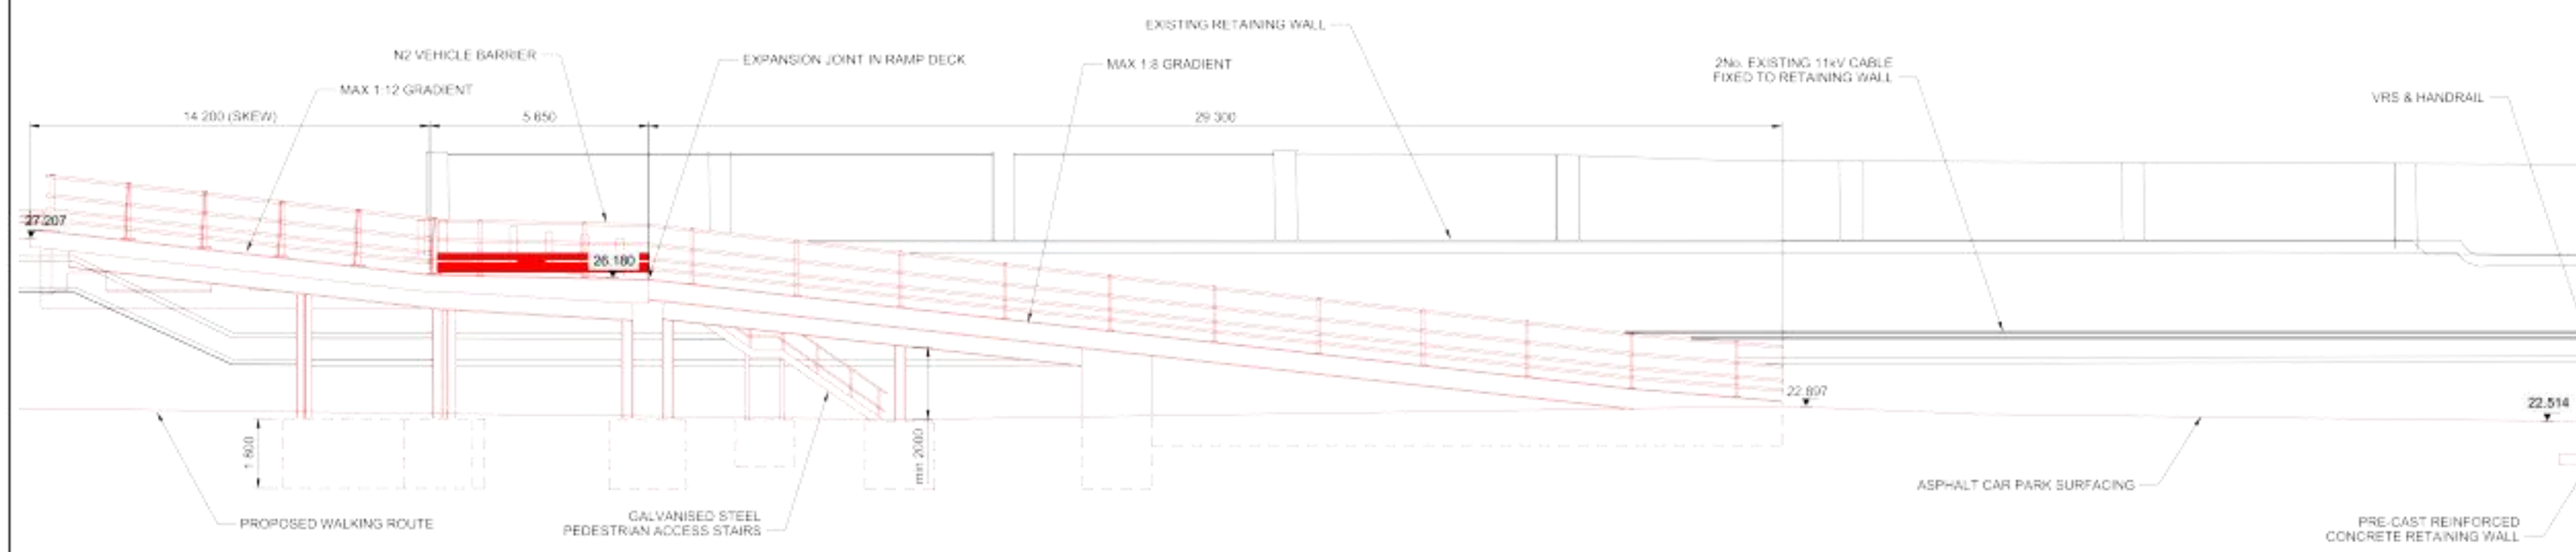 EXISTING RETAINING WALL
N2 VEHICLE BARRIER
EXPANSION JOINT IN RAMP DECK
MAX 1:8 GRADIENT
2No. EXISTING 11kV CABLE
FIXED TO RETAINING WALL
MAX 1:12 GRADIENT
VRS & HANDRAIL
14.200 (SKEW)
5.650
29.300
27.207
26.180
22.897
22.514
1.800
min 2000
ASPHALT CAR PARK SURFACING
PROPOSED WALKING ROUTE
GALVANISED STEEL
PEDESTRIAN ACCESS STAIRS
PRE-CAST REINFORCED
CONCRETE RETAINING WALL